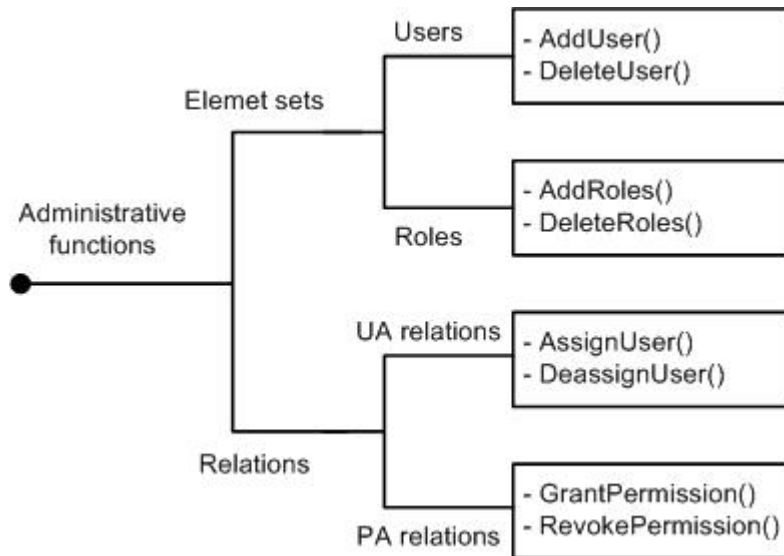 Users
- AddUser()
- DeleteUser()
Elemet sets
- AddRoles()
- DeleteRoles()
Roles
Administrative
functions
UA relations
- AssignUser()
- DeassignUser()
Relations
- GrantPermission()
- RevokePermission()
PA relations